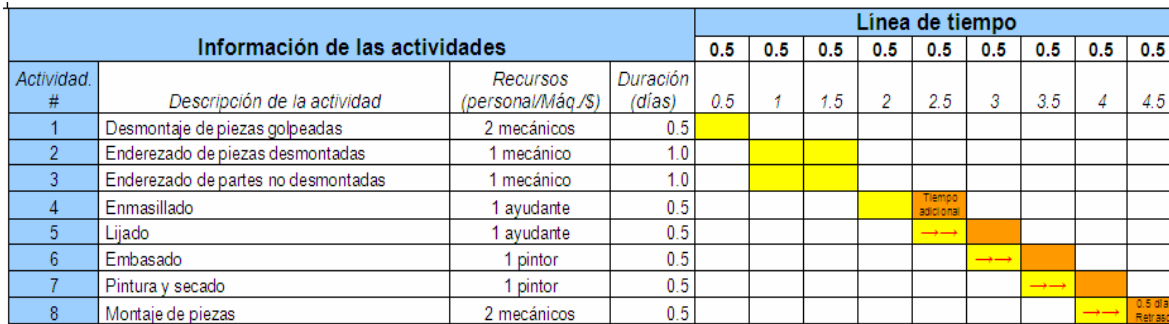 Línea de tiempo
Información de las actividades
0.5 0.5 0.5 0.5 0.5 0.5 0.5 0.5 0.5
Actividad. # Descripción de la actividad Recursos (personal/Máq./$) Duración (días) 0.5 1 1.5 2 2.5 3 3.5 4 4.5
1 Desmontaje de piezas golpeadas 2 mecánicos 0.5
2 Enderezado de piezas desmontadas 1 mecánico 1.0
3 Enderezado de partes no desmontadas 1 mecánico 1.0
4 Enmasillado 1 ayudante 0.5 Tiempo adicional
5 Lijado 1 ayudante 0.5 →→
6 Embasado 1 pintor 0.5 →→
7 Pintura y secado 1 pintor 0.5 →→
8 Montaje de piezas 2 mecánicos 0.5 →→ 0.5 día Retraso